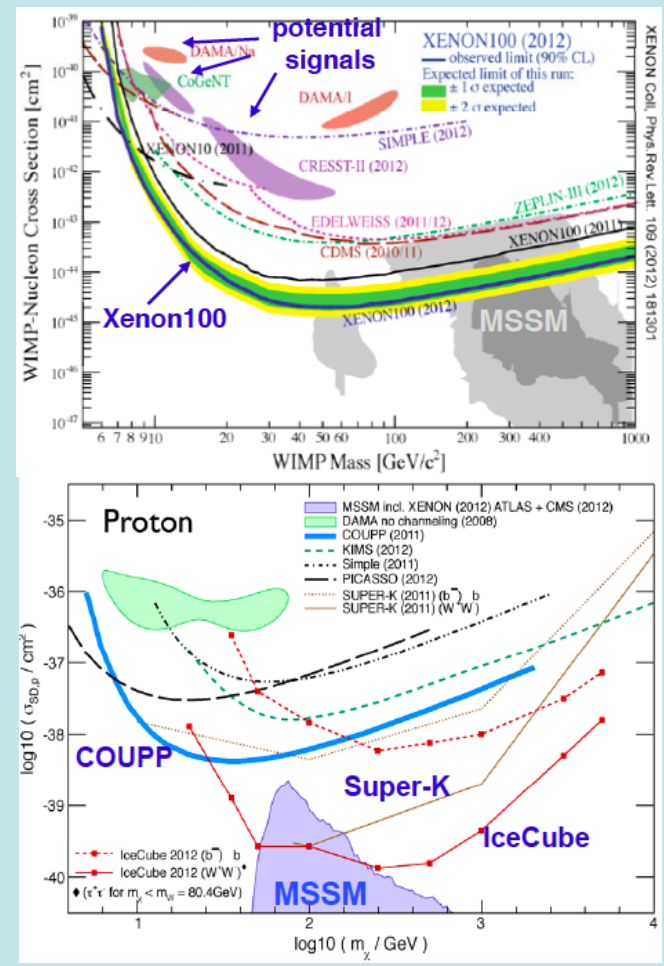 potential
signals
DAMA/Na
CoGeNT
DAMA/I
XENON100 (2012)
observed limit (90% CL)
Expected limit of this run:
± 1 σ expected
± 2 σ expected
SIMPLE (2012)
XENON10 (2011)
CRESST-II (2012)
EDELWEISS (2011/12)
ZEPLIN-III (2012)
CDMS (2010/11)
XENON100 (2011)
Xenon100
XENON100 (2012)
MSSM
WIMP-Nucleon Cross Section [cm²]
10⁻³⁹
10⁻⁴⁰
10⁻⁴¹
10⁻⁴²
10⁻⁴³
10⁻⁴⁴
10⁻⁴⁵
10⁻⁴⁶
10⁻⁴⁷
6 7 8 910 20 30 40 50 60 100 200 300 400 1000
WIMP Mass [GeV/c²]
XENON Coll, Phys.Rev Lett. 109 (2012) 181301
Proton
MSSM incl. XENON (2012) ATLAS + CMS (2012)
DAMA no channeling (2008)
COUPP (2011)
KIMS (2012)
Simple (2011)
PICASSO (2012)
SUPER-K (2011) (b‾) b
SUPER-K (2011) (W⁺W)
-35
-36
-37
-38
-39
-40
log10 ( σSD,p / cm² )
COUPP
Super-K
IceCube
MSSM
IceCube 2012 (b‾) b
IceCube 2012 (W⁺W)♦
♦ (τ⁺τ for mχ < mW = 80.4GeV)
1 2 3 4
log10 ( mχ / GeV )